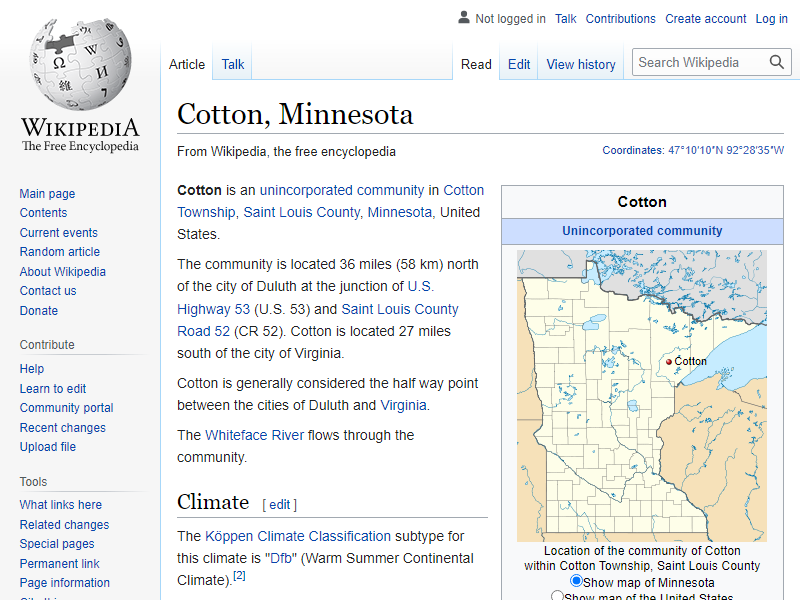 Not logged in Talk Contributions Create account Log in
Article Talk Read Edit View history Search Wikipedia
WIKIPEDIA
The Free Encyclopedia
Main page
Contents
Current events
Random article
About Wikipedia
Contact us
Donate
Contribute
Help
Learn to edit
Community portal
Recent changes
Upload file
Tools
What links here
Related changes
Special pages
Permanent link
Page information
Cotton, Minnesota
From Wikipedia, the free encyclopedia
Coordinates: 47°10′10″N 92°28′35″W
Cotton is an unincorporated community in Cotton
Township, Saint Louis County, Minnesota, United
States.
The community is located 36 miles (58 km) north
of the city of Duluth at the junction of U.S.
Highway 53 (U.S. 53) and Saint Louis County
Road 52 (CR 52). Cotton is located 27 miles
south of the city of Virginia.
Cotton is generally considered the half way point
between the cities of Duluth and Virginia.
The Whiteface River flows through the
community.
Climate [ edit ]
The Köppen Climate Classification subtype for
this climate is "Dfb" (Warm Summer Continental
Climate).[2]
Cotton
Unincorporated community
Cotton
Location of the community of Cotton
within Cotton Township, Saint Louis County
Show map of Minnesota
Show map of the United States